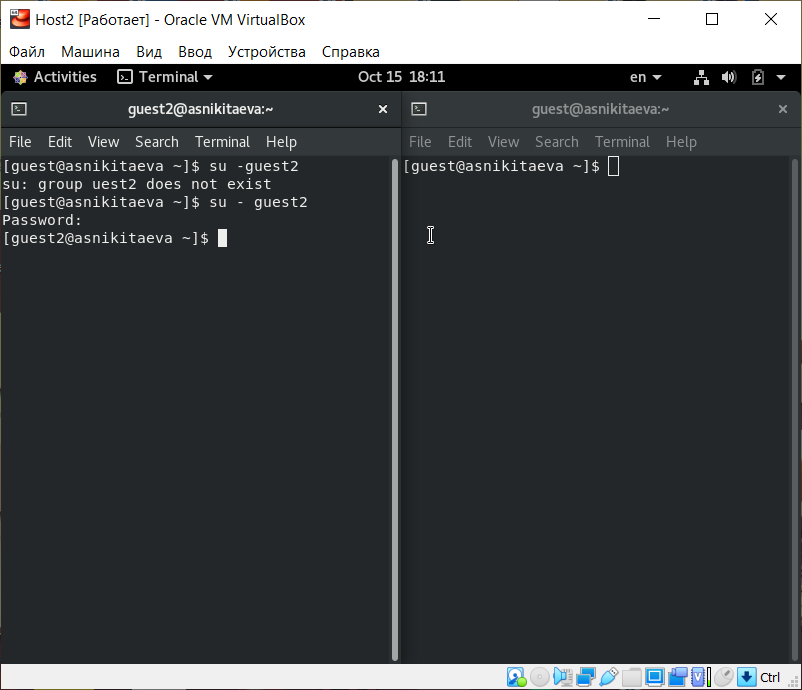 Host2 [Работает] - Oracle VM VirtualBox
Файл Машина Вид Ввод Устройства Справка
Activities Terminal Oct 15 18:11 en
guest2@asnikitaeva:~
File Edit View Search Terminal Help
[guest@asnikitaeva ~]$ su -guest2
su: group uest2 does not exist
[guest@asnikitaeva ~]$ su - guest2
Password:
[guest2@asnikitaeva ~]$
guest@asnikitaeva:~
File Edit View Search Terminal Help
[guest@asnikitaeva ~]$
Ctrl